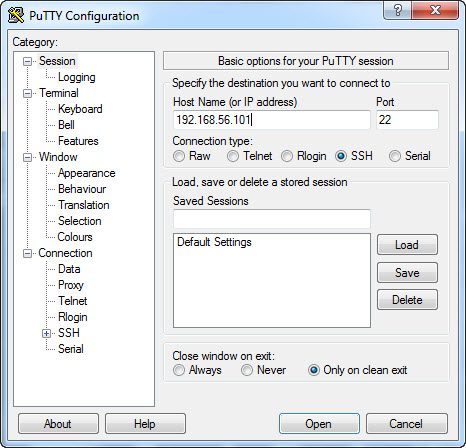 PuTTY Configuration
?
Category:
Session
Logging
Terminal
Keyboard
Bell
Features
Window
Appearance
Behaviour
Translation
Selection
Colours
Connection
Data
Proxy
Telnet
Rlogin
SSH
Serial
Basic options for your PuTTY session
Specify the destination you want to connect to
Host Name (or IP address) Port
192.168.56.101 22
Connection type:
Raw Telnet Rlogin SSH Serial
Load, save or delete a stored session
Saved Sessions
Default Settings
Load
Save
Delete
Close window on exit:
Always Never Only on clean exit
About Help Open Cancel